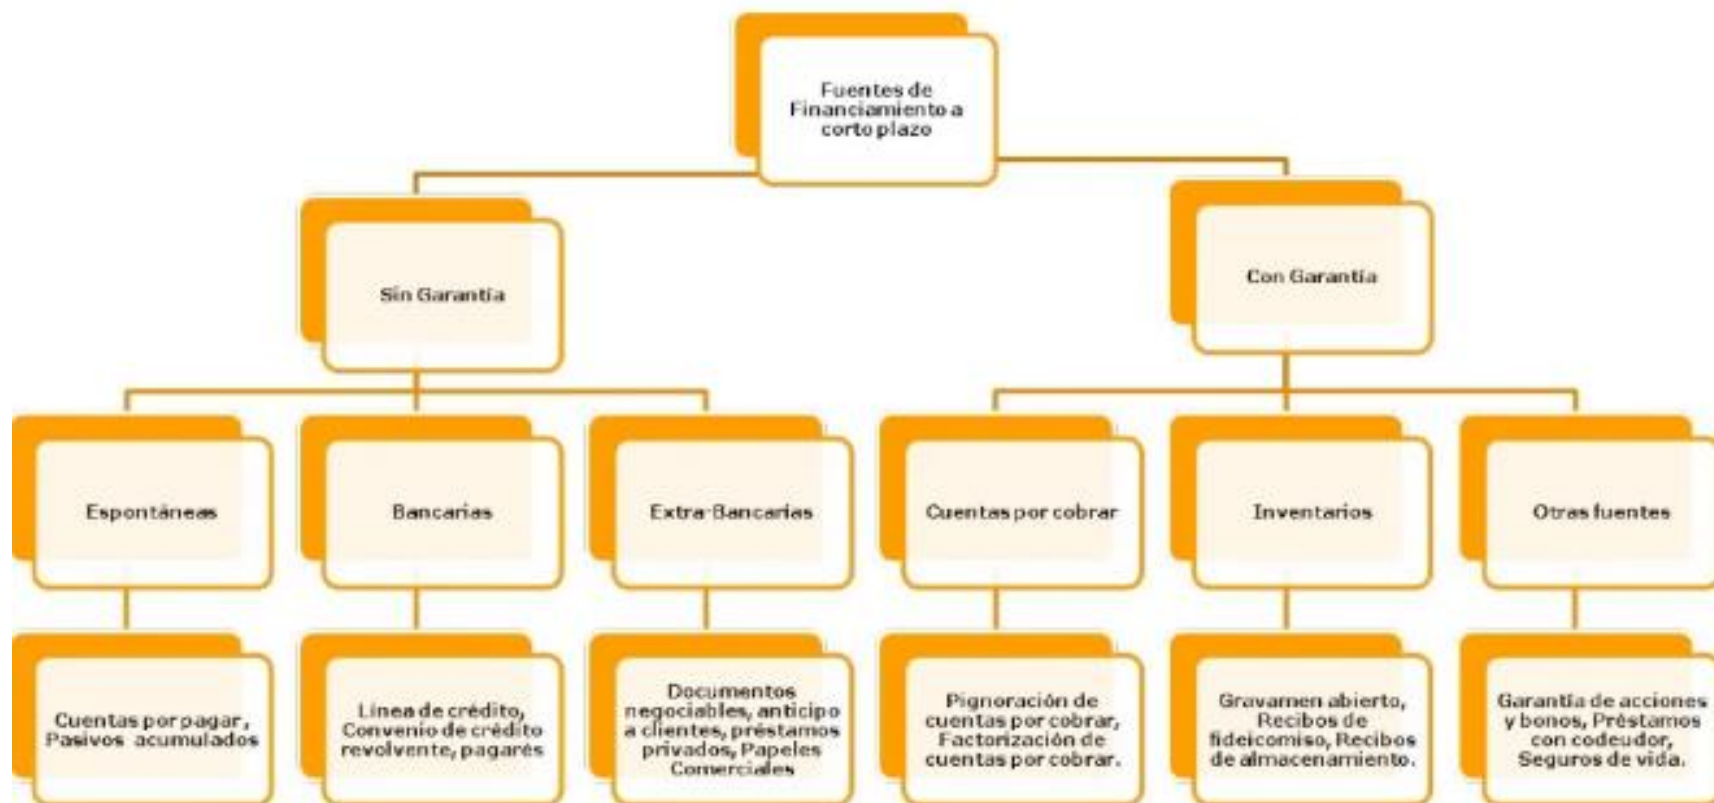 Fuentes de
Financiamiento a
corto plazo
Sin Garantía
Con Garantía
Espontáneas
Bancarias
Extra-Bancarias
Cuentas por cobrar
Inventarios
Otras fuentes
Cuentas por pagar,
Pasivos acumulados
Línea de crédito,
Convenio de crédito
revolvente, pagarés
Documentos
negociables, anticipo
a clientes, préstamos
privados, Papeles
Comerciales
Pignoración de
cuentas por cobrar,
Factorización de
cuentas por cobrar.
Gravamen abierto,
Recibos de
fideicomiso, Recibos
de almacenamiento.
Garantía de acciones
y bonos, Préstamos
con codeudor,
Seguros de vida.